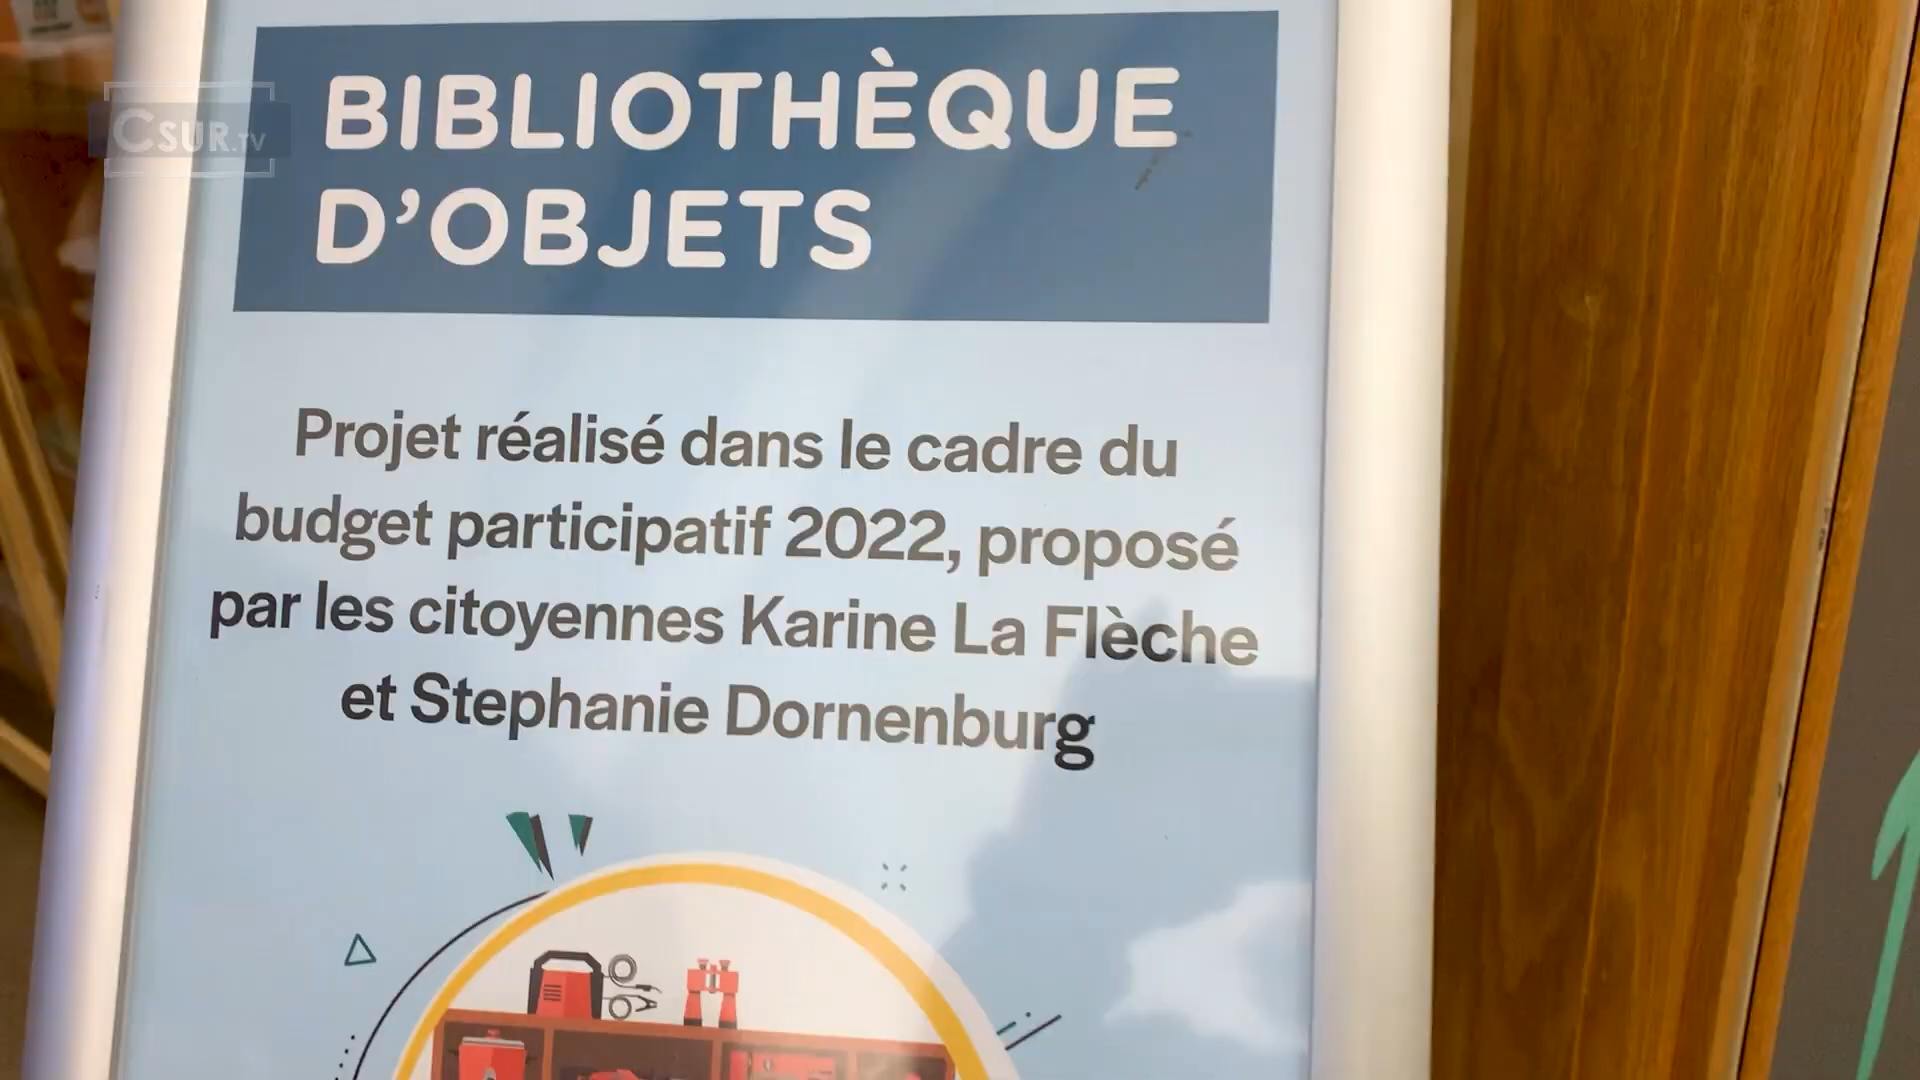 CSUR.TV
BIBLIOTHÈQUE
D'OBJETS
Projet réalisé dans le cadre du
budget participatif 2022, proposé
par les citoyennes Karine La Flèche
et Stephanie Dornenburg